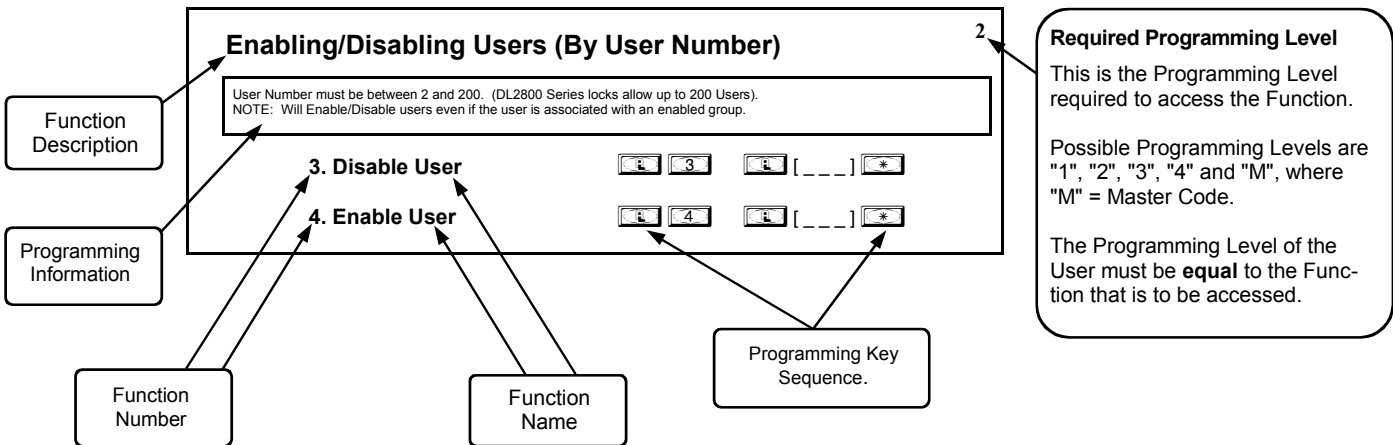 Enabling/Disabling Users (By User Number)
2
User Number must be between 2 and 200. (DL2800 Series locks allow up to 200 Users).
NOTE: Will Enable/Disable users even if the user is associated with an enabled group.
3. Disable User
3 [ _ _ _ ] *
4. Enable User
4 [ _ _ _ ] *
Function
Description
Programming
Information
Function
Number
Function
Name
Programming Key
Sequence.
Required Programming Level
This is the Programming Level
required to access the Function.
Possible Programming Levels are
"1", "2", "3", "4" and "M", where
"M" = Master Code.
The Programming Level of the
User must be equal to the Func-
tion that is to be accessed.